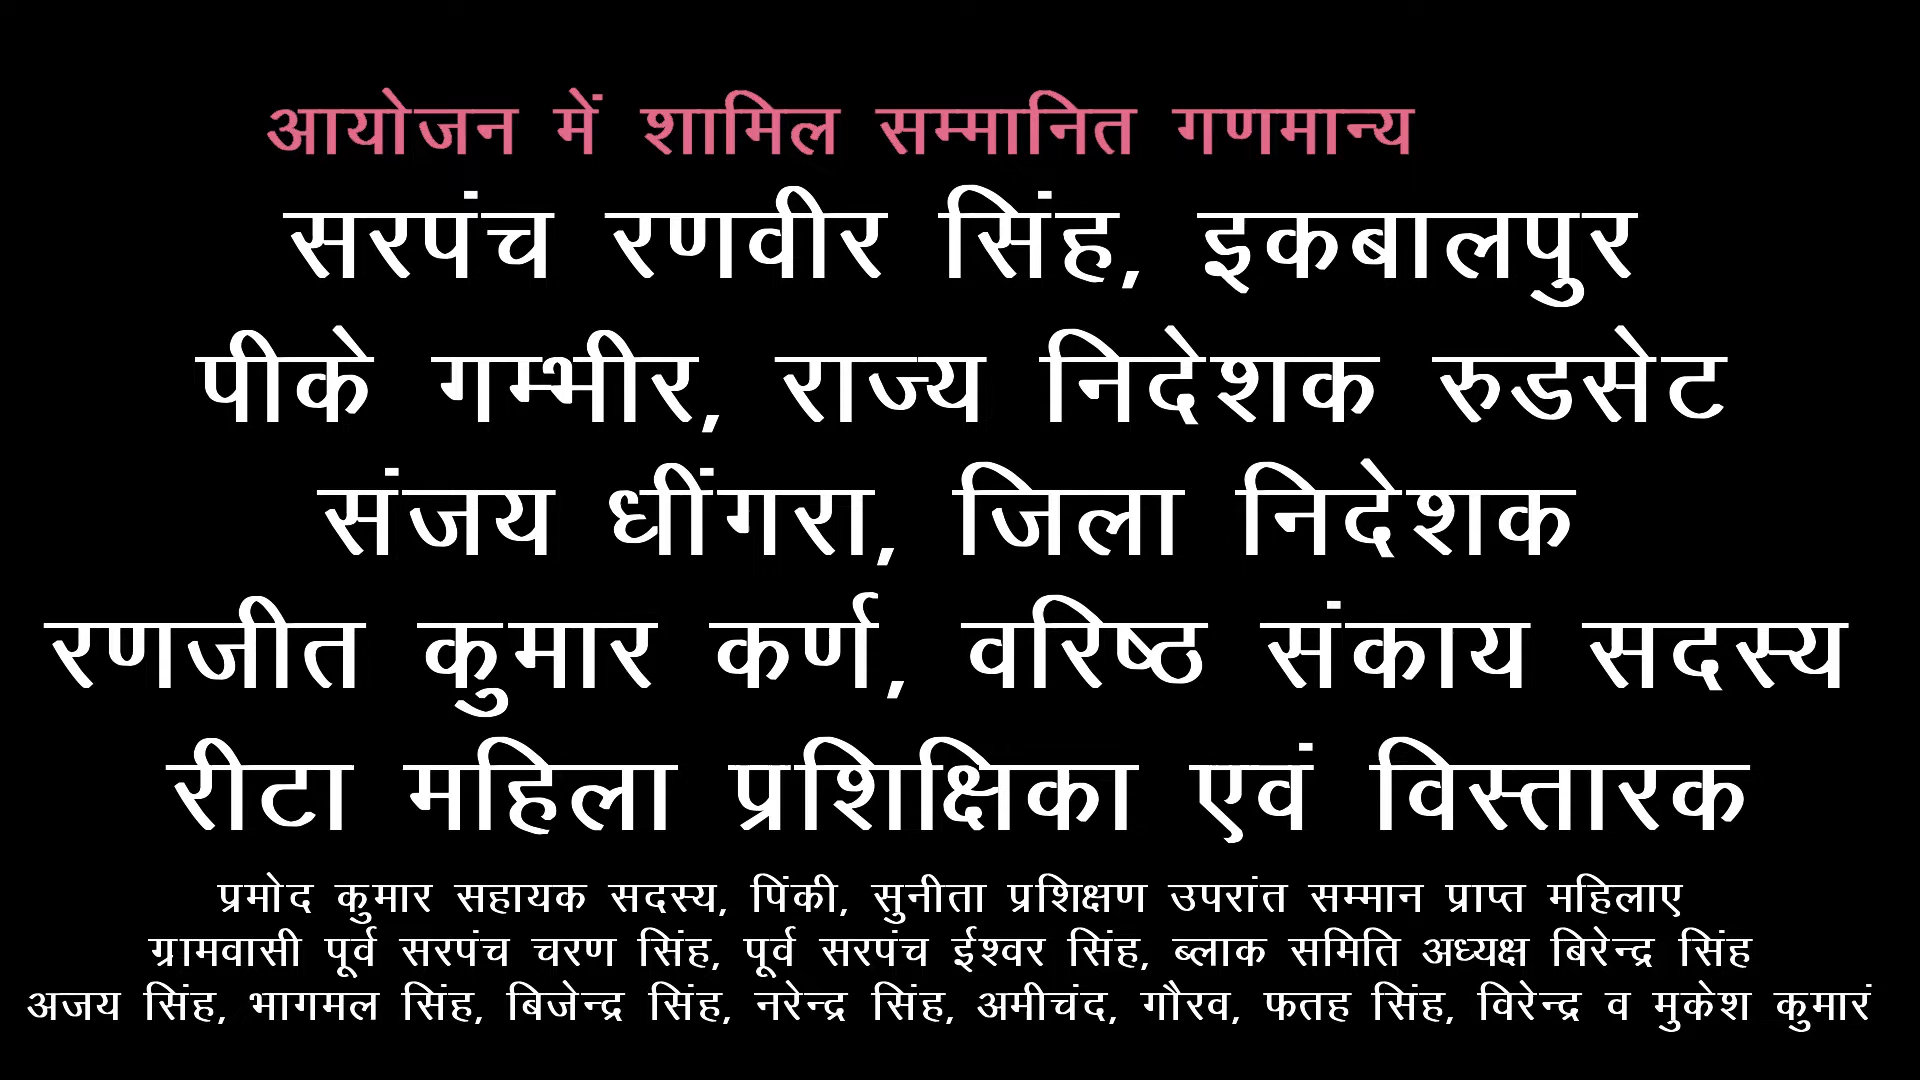 आयोजन में शामिल सम्मानित गणमान्य
सरपंच रणवीर सिंह, इकबालपुर
पीके गम्भीर, राज्य निदेशक रुडसेट
संजय धींगरा, जिला निदेशक
रणजीत कुमार कर्ण, वरिष्ठ संकाय सदस्य
रीटा महिला प्रशिक्षिका एवं विस्तारक
प्रमोद कुमार सहायक सदस्य, पिंकी, सुनीता प्रशिक्षण उपरांत सम्मान प्राप्त महिलाए
ग्रामवासी पूर्व सरपंच चरण सिंह, पूर्व सरपंच ईश्वर सिंह, ब्लाक समिति अध्यक्ष बिरेन्द्र सिंह
अजय सिंह, भागमल सिंह, बिजेन्द्र सिंह, नरेन्द्र सिंह, अमीचंद, गौरव, फतह सिंह, विरेन्द्र व मुकेश कुमारं